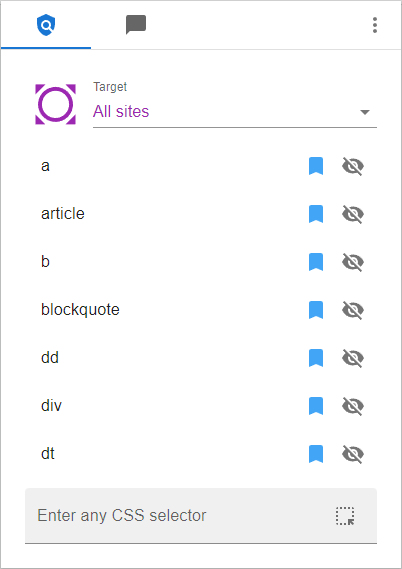 Target
All sites
a
article
b
blockquote
dd
div
dt
Enter any CSS selector